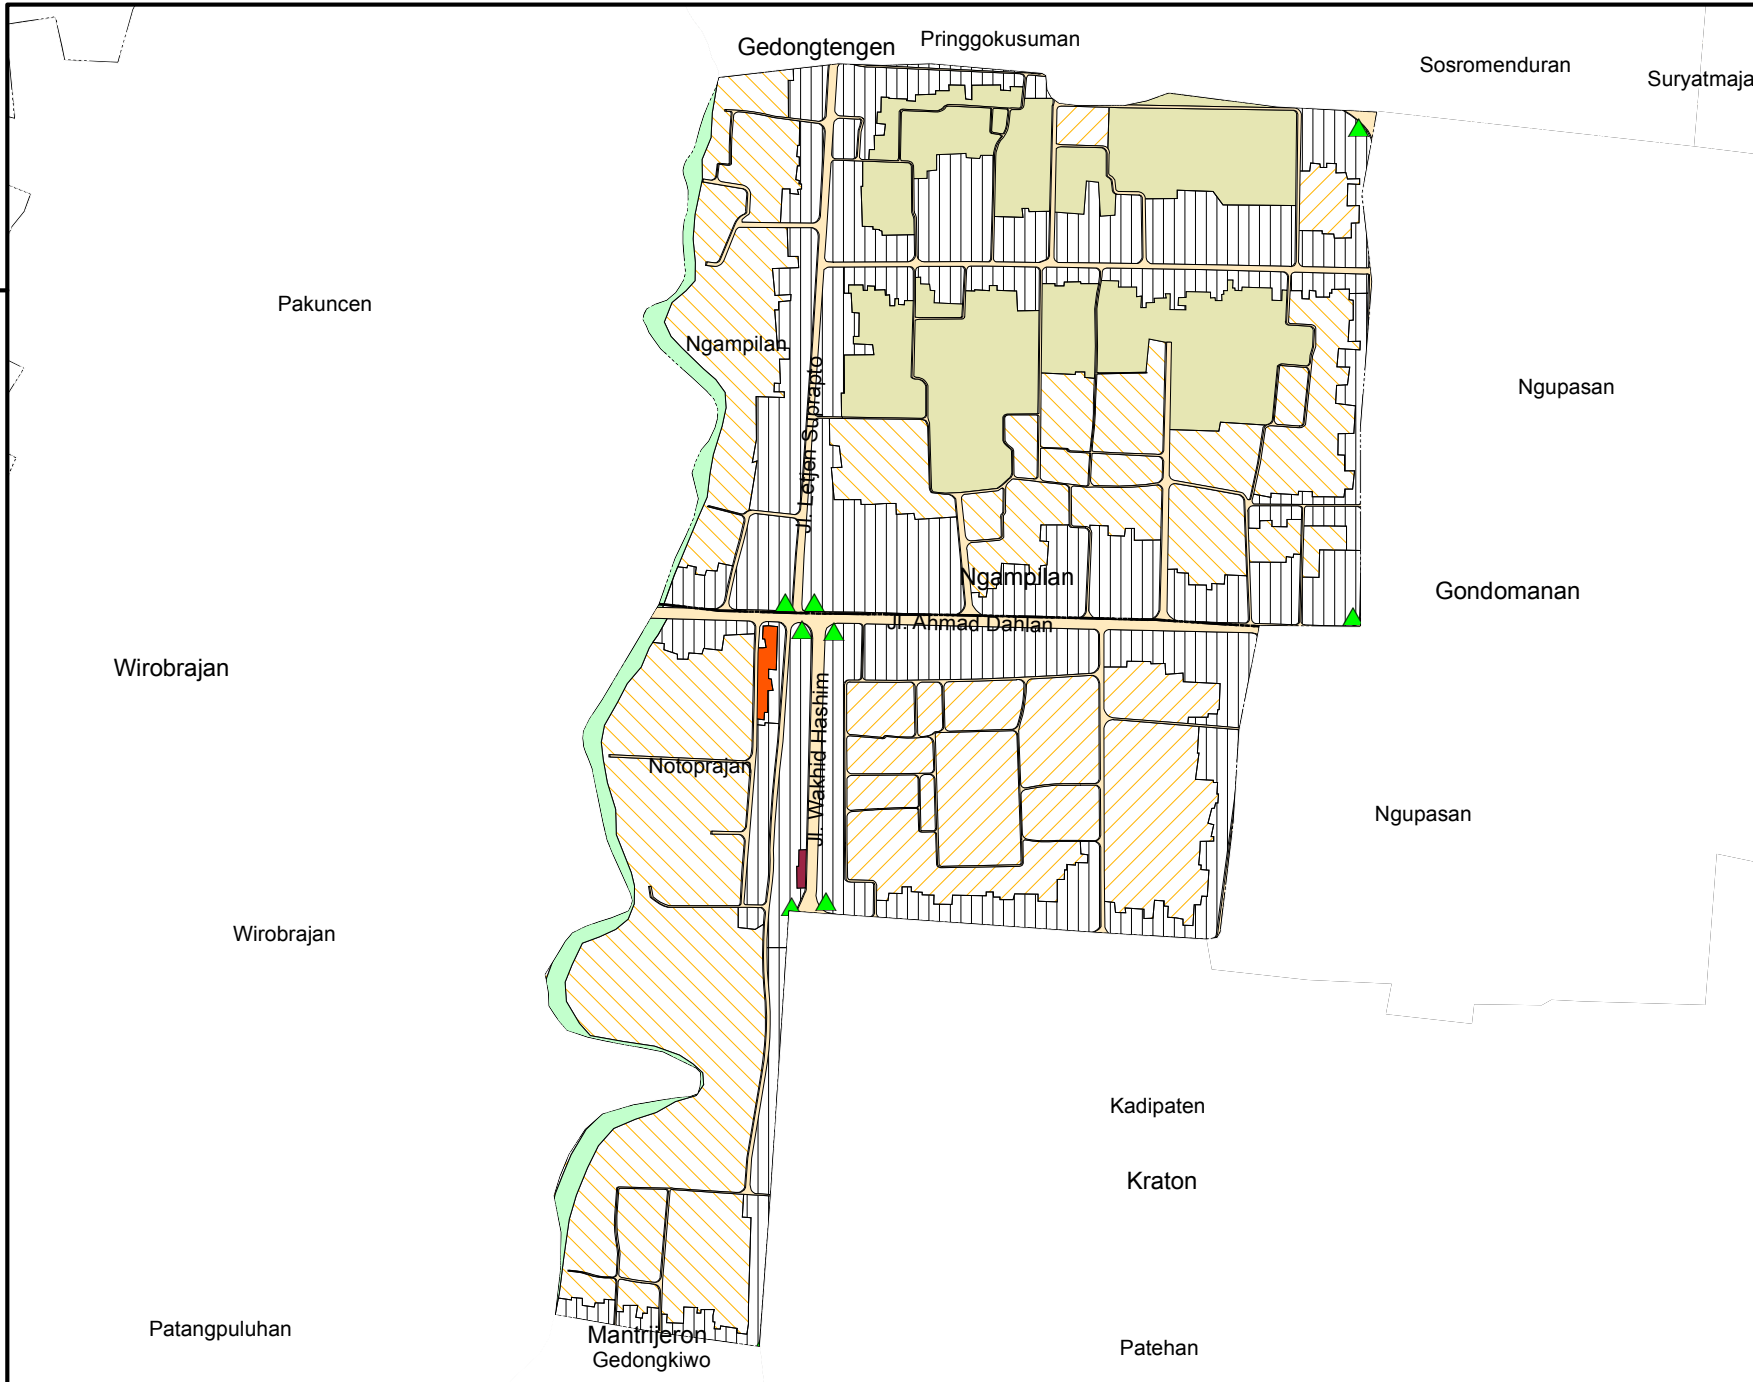 Gedongtengen
Pringgokusuman
Sosromenduran
Suryatmaja
Pakuncen
Ngampilan
Jl. Letjen Suprapto
Ngupasan
Ngampilan
Gondomanan
Jl. Ahmad Dahlan
Wirobrajan
Jl. Wakhid Hashim
Notoprajan
Ngupasan
Wirobrajan
Kadipaten
Kraton
Patangpuluhan
Mantrijeron
Gedongkiwo
Patehan